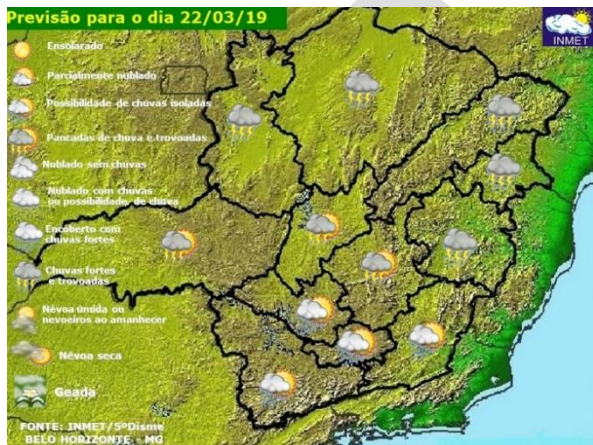 Previsão para o dia 22/03/19
INMET
Ensolarado
Parcialmente nublado
Possibilidade de chuvas isoladas
Pancadas de chuva e trovoadas
Nublado sem chuvas
Nublado com chuvas
ou possibilidade de chuva
Encoberto com
chuvas fortes
Chuvas fortes
e trovoadas
Névoa úmida ou
nevoeiros ao amanhecer
Névoa seca
Geada
FONTE: INMET/5ºDisme
BELO HORIZONTE - MG